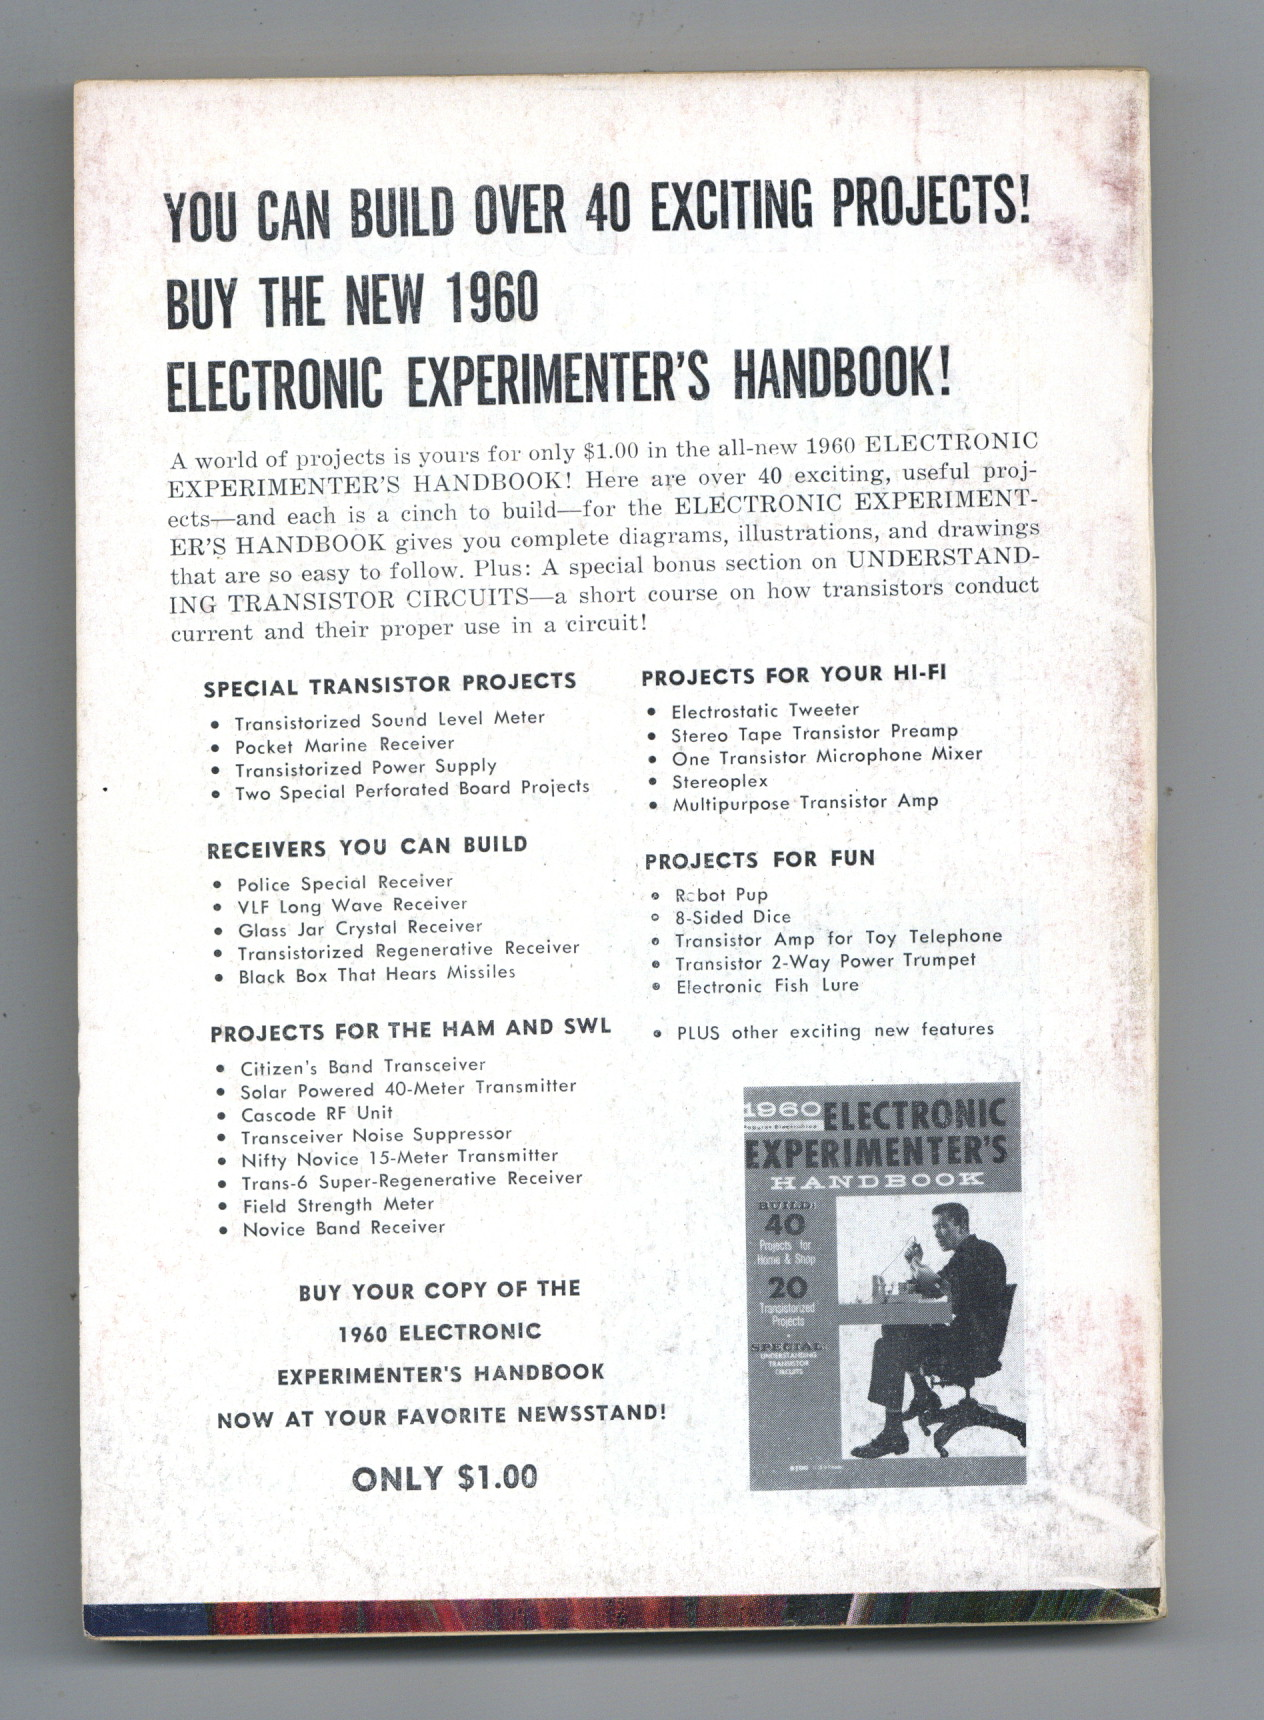 YOU CAN BUILD OVER 40 EXCITING PROJECTS!
BUY THE NEW 1960
ELECTRONIC EXPERIMENTER'S HANDBOOK!
A world of projects is yours for only $1.00 in the all-new 1960 ELECTRONIC
EXPERIMENTER'S HANDBOOK! Here are over 40 exciting, useful proj-
ects—and each is a cinch to build—for the ELECTRONIC EXPERIMENT-
ER'S HANDBOOK gives you complete diagrams, illustrations, and drawings
that are so easy to follow. Plus: A special bonus section on UNDERSTAND-
ING TRANSISTOR CIRCUITS—a short course on how transistors conduct
current and their proper use in a circuit!
SPECIAL TRANSISTOR PROJECTS
• Transistorized Sound Level Meter
• Pocket Marine Receiver
• Transistorized Power Supply
• Two Special Perforated Board Projects
RECEIVERS YOU CAN BUILD
• Police Special Receiver
• VLF Long Wave Receiver
• Glass Jar Crystal Receiver
• Transistorized Regenerative Receiver
• Black Box That Hears Missiles
PROJECTS FOR THE HAM AND SWL
• Citizen's Band Transceiver
• Solar Powered 40-Meter Transmitter
• Cascode RF Unit
• Transceiver Noise Suppressor
• Nifty Novice 15-Meter Transmitter
• Trans-6 Super-Regenerative Receiver
• Field Strength Meter
• Novice Band Receiver
PROJECTS FOR YOUR HI-FI
• Electrostatic Tweeter
• Stereo Tape Transistor Preamp
• One Transistor Microphone Mixer
• Stereoplex
• Multipurpose Transistor Amp
PROJECTS FOR FUN
• Robot Pup
• 8-Sided Dice
• Transistor Amp for Toy Telephone
• Transistor 2-Way Power Trumpet
• Electronic Fish Lure
• PLUS other exciting new features
BUY YOUR COPY OF THE
1960 ELECTRONIC
EXPERIMENTER'S HANDBOOK
NOW AT YOUR FAVORITE NEWSSTAND!
ONLY $1.00
1960 ELECTRONIC
Popular Electronics
EXPERIMENTER'S
HANDBOOK
BUILD:
40
Projects for
Home & Shop
20
Transistorized
Projects
SPECIAL:
UNDERSTANDING
TRANSISTOR
CIRCUITS